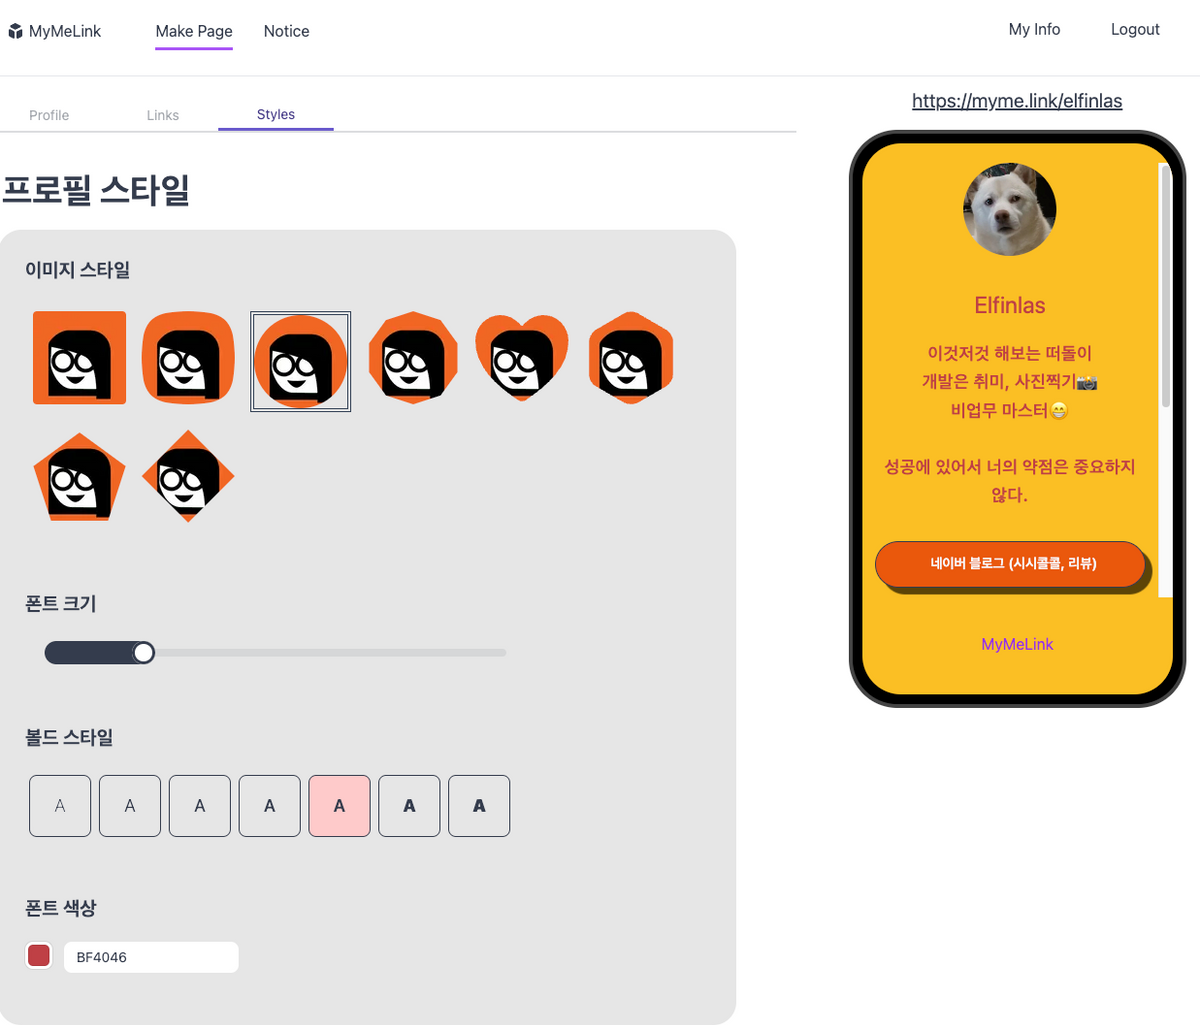 MyMeLink
Make Page
Notice
My Info
Logout
Profile
Links
Styles
프로필 스타일
이미지 스타일
폰트 크기
볼드 스타일
A A A A A A A
폰트 색상
BF4046
https://myme.link/elfinlas
Elfinlas
이것저것 해보는 떠돌이
개발은 취미, 사진찍기📸
비업무 마스터😁
성공에 있어서 너의 약점은 중요하지
않다.
네이버 블로그 (시시콜콜, 리뷰)
MyMeLink